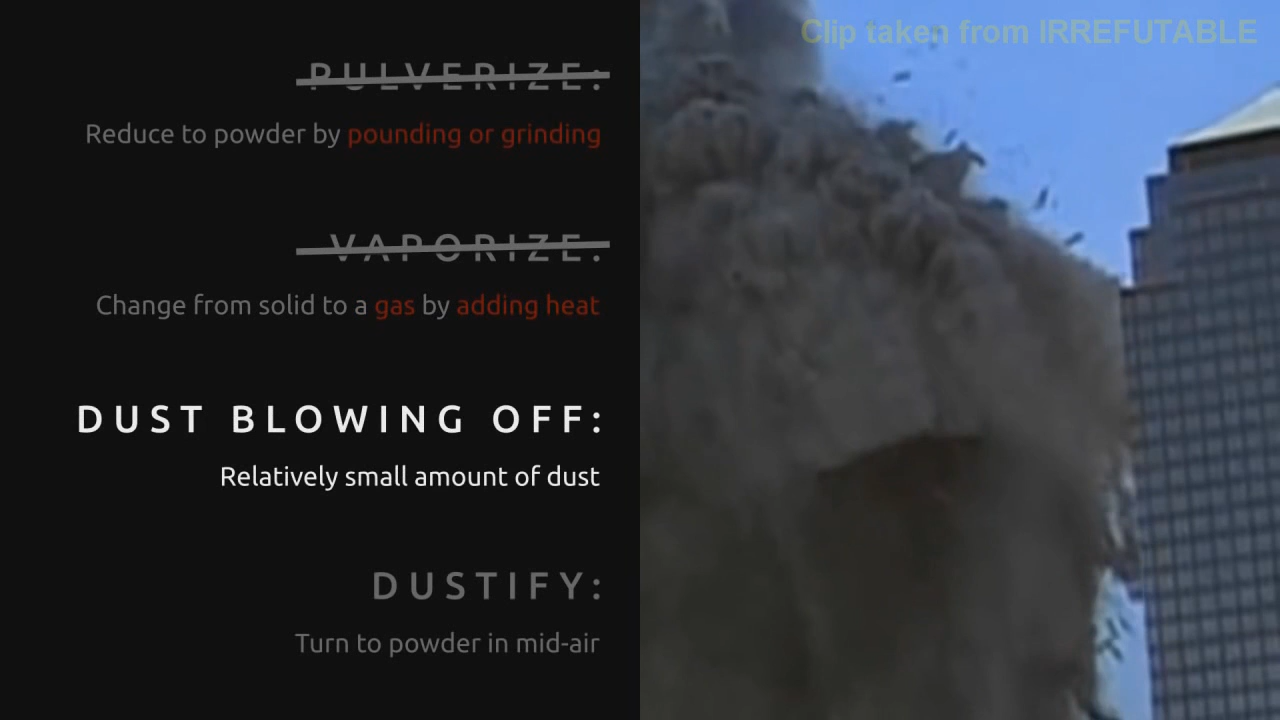 PULVERIZE:
Reduce to powder by pounding or grinding
VAPORIZE:
Change from solid to a gas by adding heat
DUST BLOWING OFF:
Relatively small amount of dust
DUSTIFY:
Turn to powder in mid-air
Clip taken from IRREFUTABLE